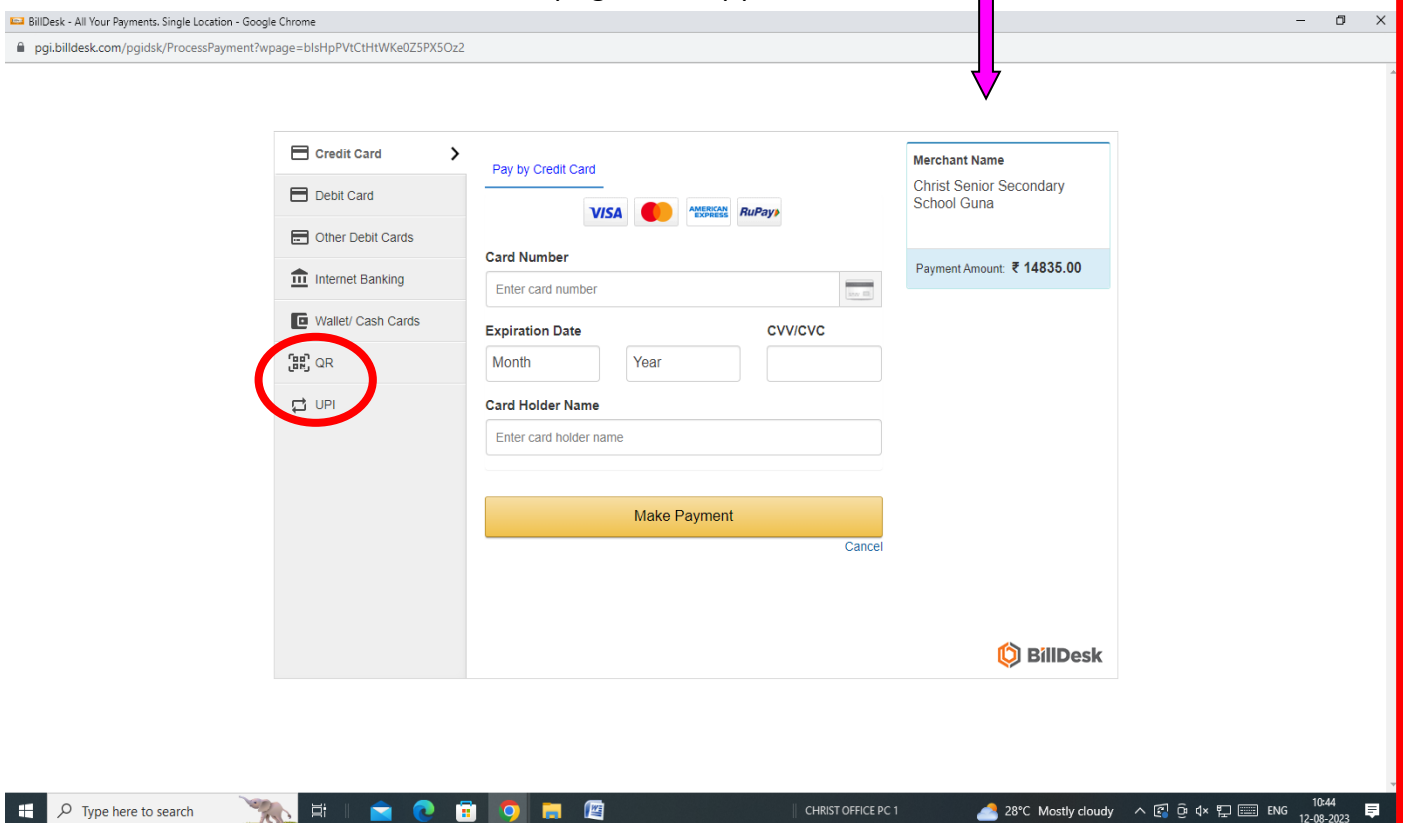 BillDesk - All Your Payments. Single Location - Google Chrome
pgi.billdesk.com/pgidsk/ProcessPayment?wpage=blsHpPVtCtHtWKe0Z5PX5Oz2
Credit Card
Debit Card
Other Debit Cards
Internet Banking
Wallet/ Cash Cards
QR
UPI
Pay by Credit Card
VISA
AMERICAN EXPRESS
RuPay
Card Number
Enter card number
Expiration Date
CVV/CVC
Month
Year
Card Holder Name
Enter card holder name
Make Payment
Cancel
Merchant Name
Christ Senior Secondary
School Guna
Payment Amount: ₹ 14835.00
BillDesk
Type here to search
CHRIST OFFICE PC 1
28°C Mostly cloudy
ENG
10:44
12-08-2023